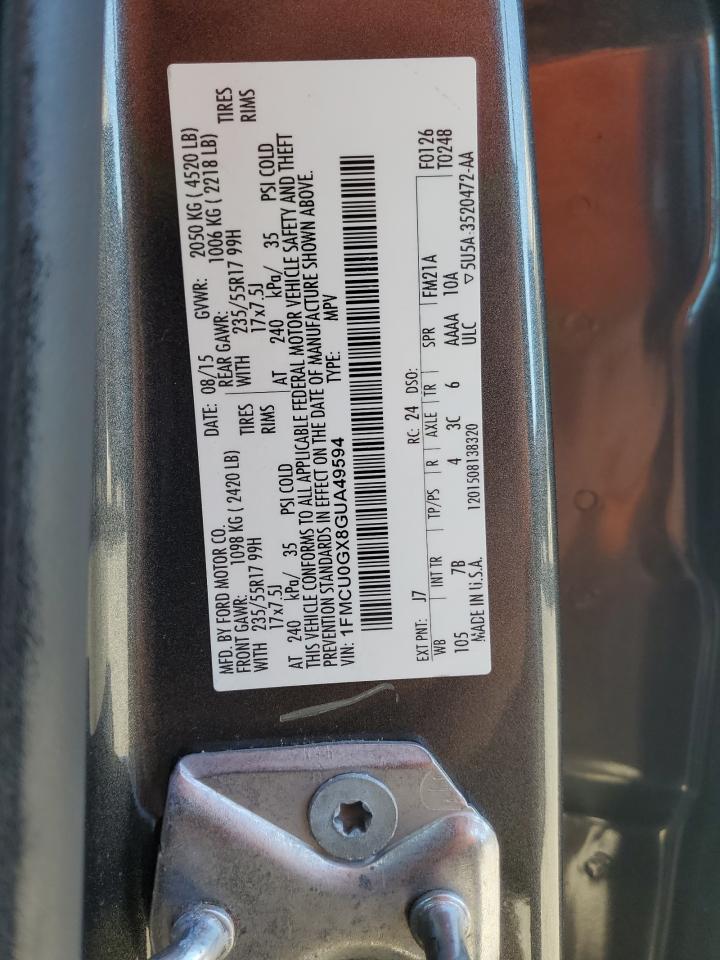 MFD. BY FORD MOTOR CO.
DATE: 08/15 GVWR: 2050 KG ( 4520 LB)
FRONT GAWR: 1098 KG ( 2420 LB) REAR GAWR: 1006 KG ( 2218 LB)
WITH 235/55R17 99H TIRES WITH 235/55R17 99H TIRES
17x7.5J RIMS 17x7.5J RIMS
AT 240 kPa/ 35 PSI COLD AT 240 kPa/ 35 PSI COLD
THIS VEHICLE CONFORMS TO ALL APPLICABLE FEDERAL MOTOR VEHICLE SAFETY AND THEFT
PREVENTION STANDARDS IN EFFECT ON THE DATE OF MANUFACTURE SHOWN ABOVE.
VIN: 1FMCU0GX8GUA49594 TYPE: MPV
EXT PNT: J7 RC: 24 DSO: F0126
WB INT TR TP/PS R AXLE TR SPR FM21A T0248
105 7B 4 3C 6 AAAA 10A
MADE IN U.S.A. 1201508138320 ULC ▽5U5A-3520472-AA